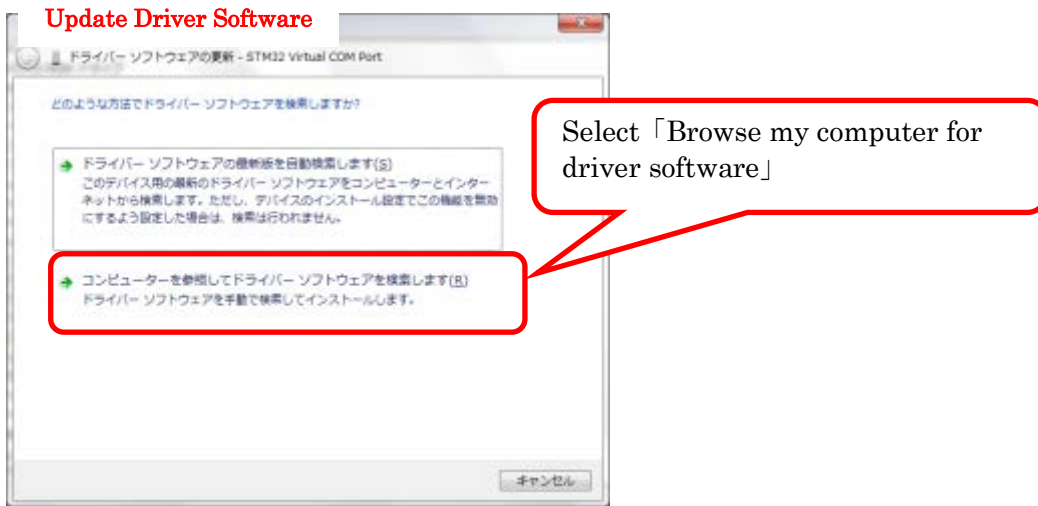 Update Driver Software
ドライバー ソフトウェアの更新 - STM32 Virtual COM Port
どのような方法でドライバー ソフトウェアを検索しますか?
ドライバー ソフトウェアの最新版を自動検索します(S)
このデバイス用の最新のドライバー ソフトウェアをコンピューターとインター
ネットから検索します。ただし、デバイスのインストール設定でこの機能を無効
にするよう設定した場合は、検索は行われません。
Select「Browse my computer for
driver software」
コンピューターを参照してドライバー ソフトウェアを検索します(R)
ドライバー ソフトウェアを手動で検索してインストールします。
キャンセル